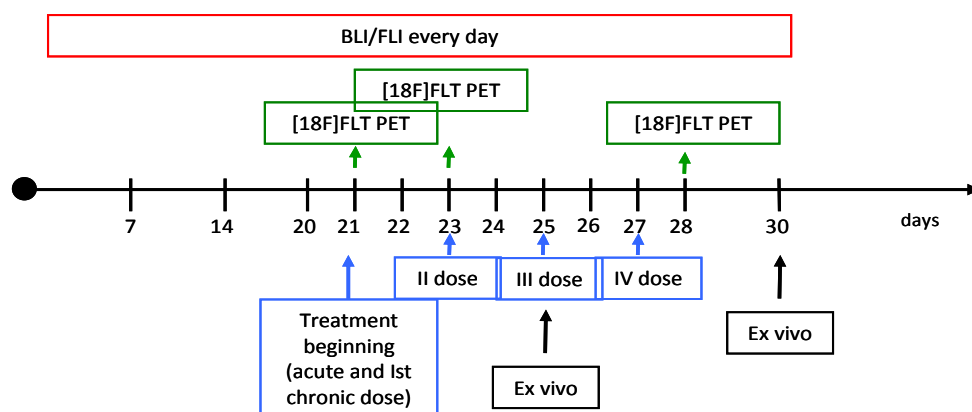 BLI/FLI every day
[18F]FLT PET
[18F]FLT PET
[18F]FLT PET
7 14 20 21 22 23 24 25 26 27 28 30 days
II dose
III dose
IV dose
Treatment
beginning
(acute and Ist
chronic dose)
Ex vivo
Ex vivo